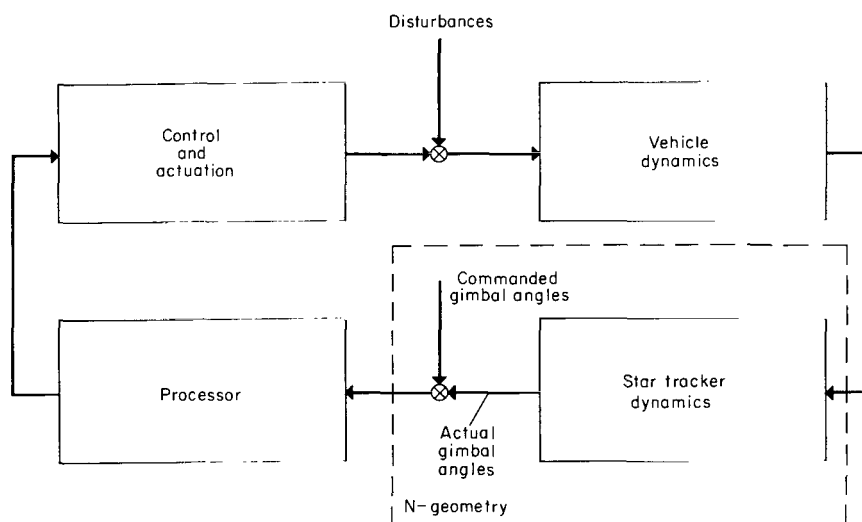 Disturbances
Control
and
actuation
Vehicle
dynamics
Commanded
gimbal angles
Processor
Star tracker
dynamics
Actual
gimbal
angles
N-geometry